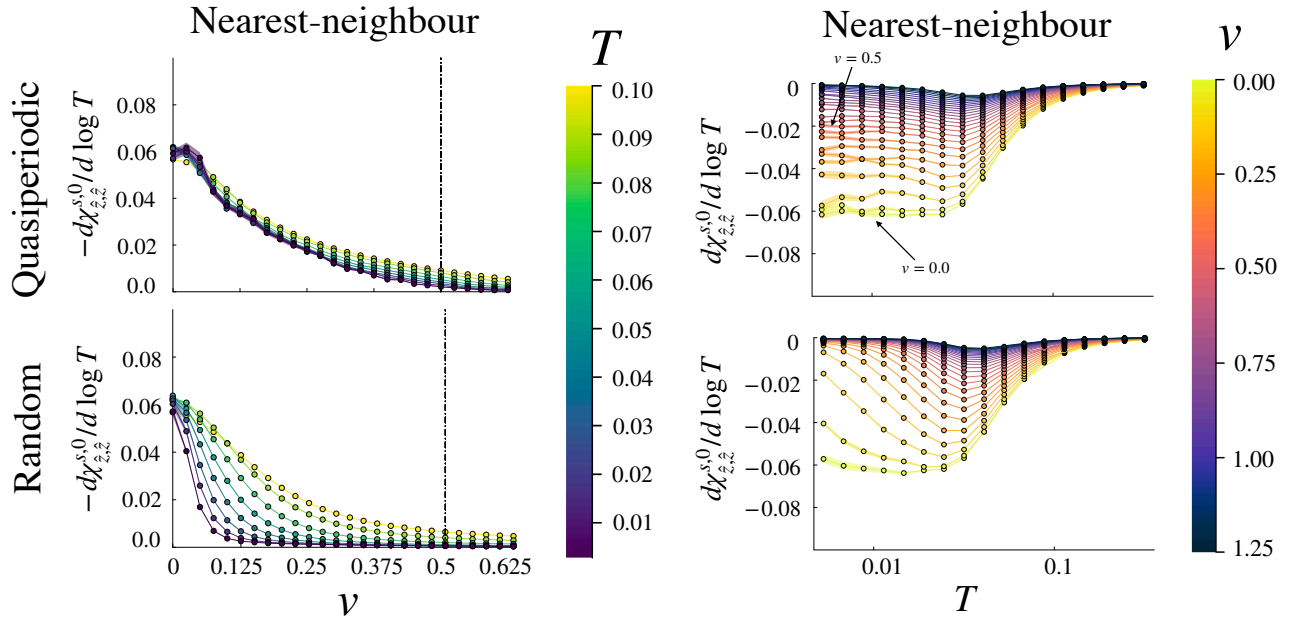 Nearest-neighbour
Nearest-neighbour
T
v
Quasiperiodic
−dχ^{s,0}_{ẑ,ẑ}/d log T
0.08
0.06
0.04
0.02
0.0
0.10
0.09
0.08
0.07
0.06
0.05
0.04
0.03
0.02
0.01
dχ^{s,0}_{ẑ,ẑ}/d log T
0
−0.02
−0.04
−0.06
−0.08
v = 0.5
v = 0.0
0.00
0.25
0.50
0.75
1.00
1.25
Random
−dχ^{s,0}_{ẑ,ẑ}/d log T
0.08
0.06
0.04
0.02
0.0
0 0.125 0.25 0.375 0.5 0.625
v
dχ^{s,0}_{ẑ,ẑ}/d log T
0
−0.02
−0.04
−0.06
−0.08
0.01 0.1
T